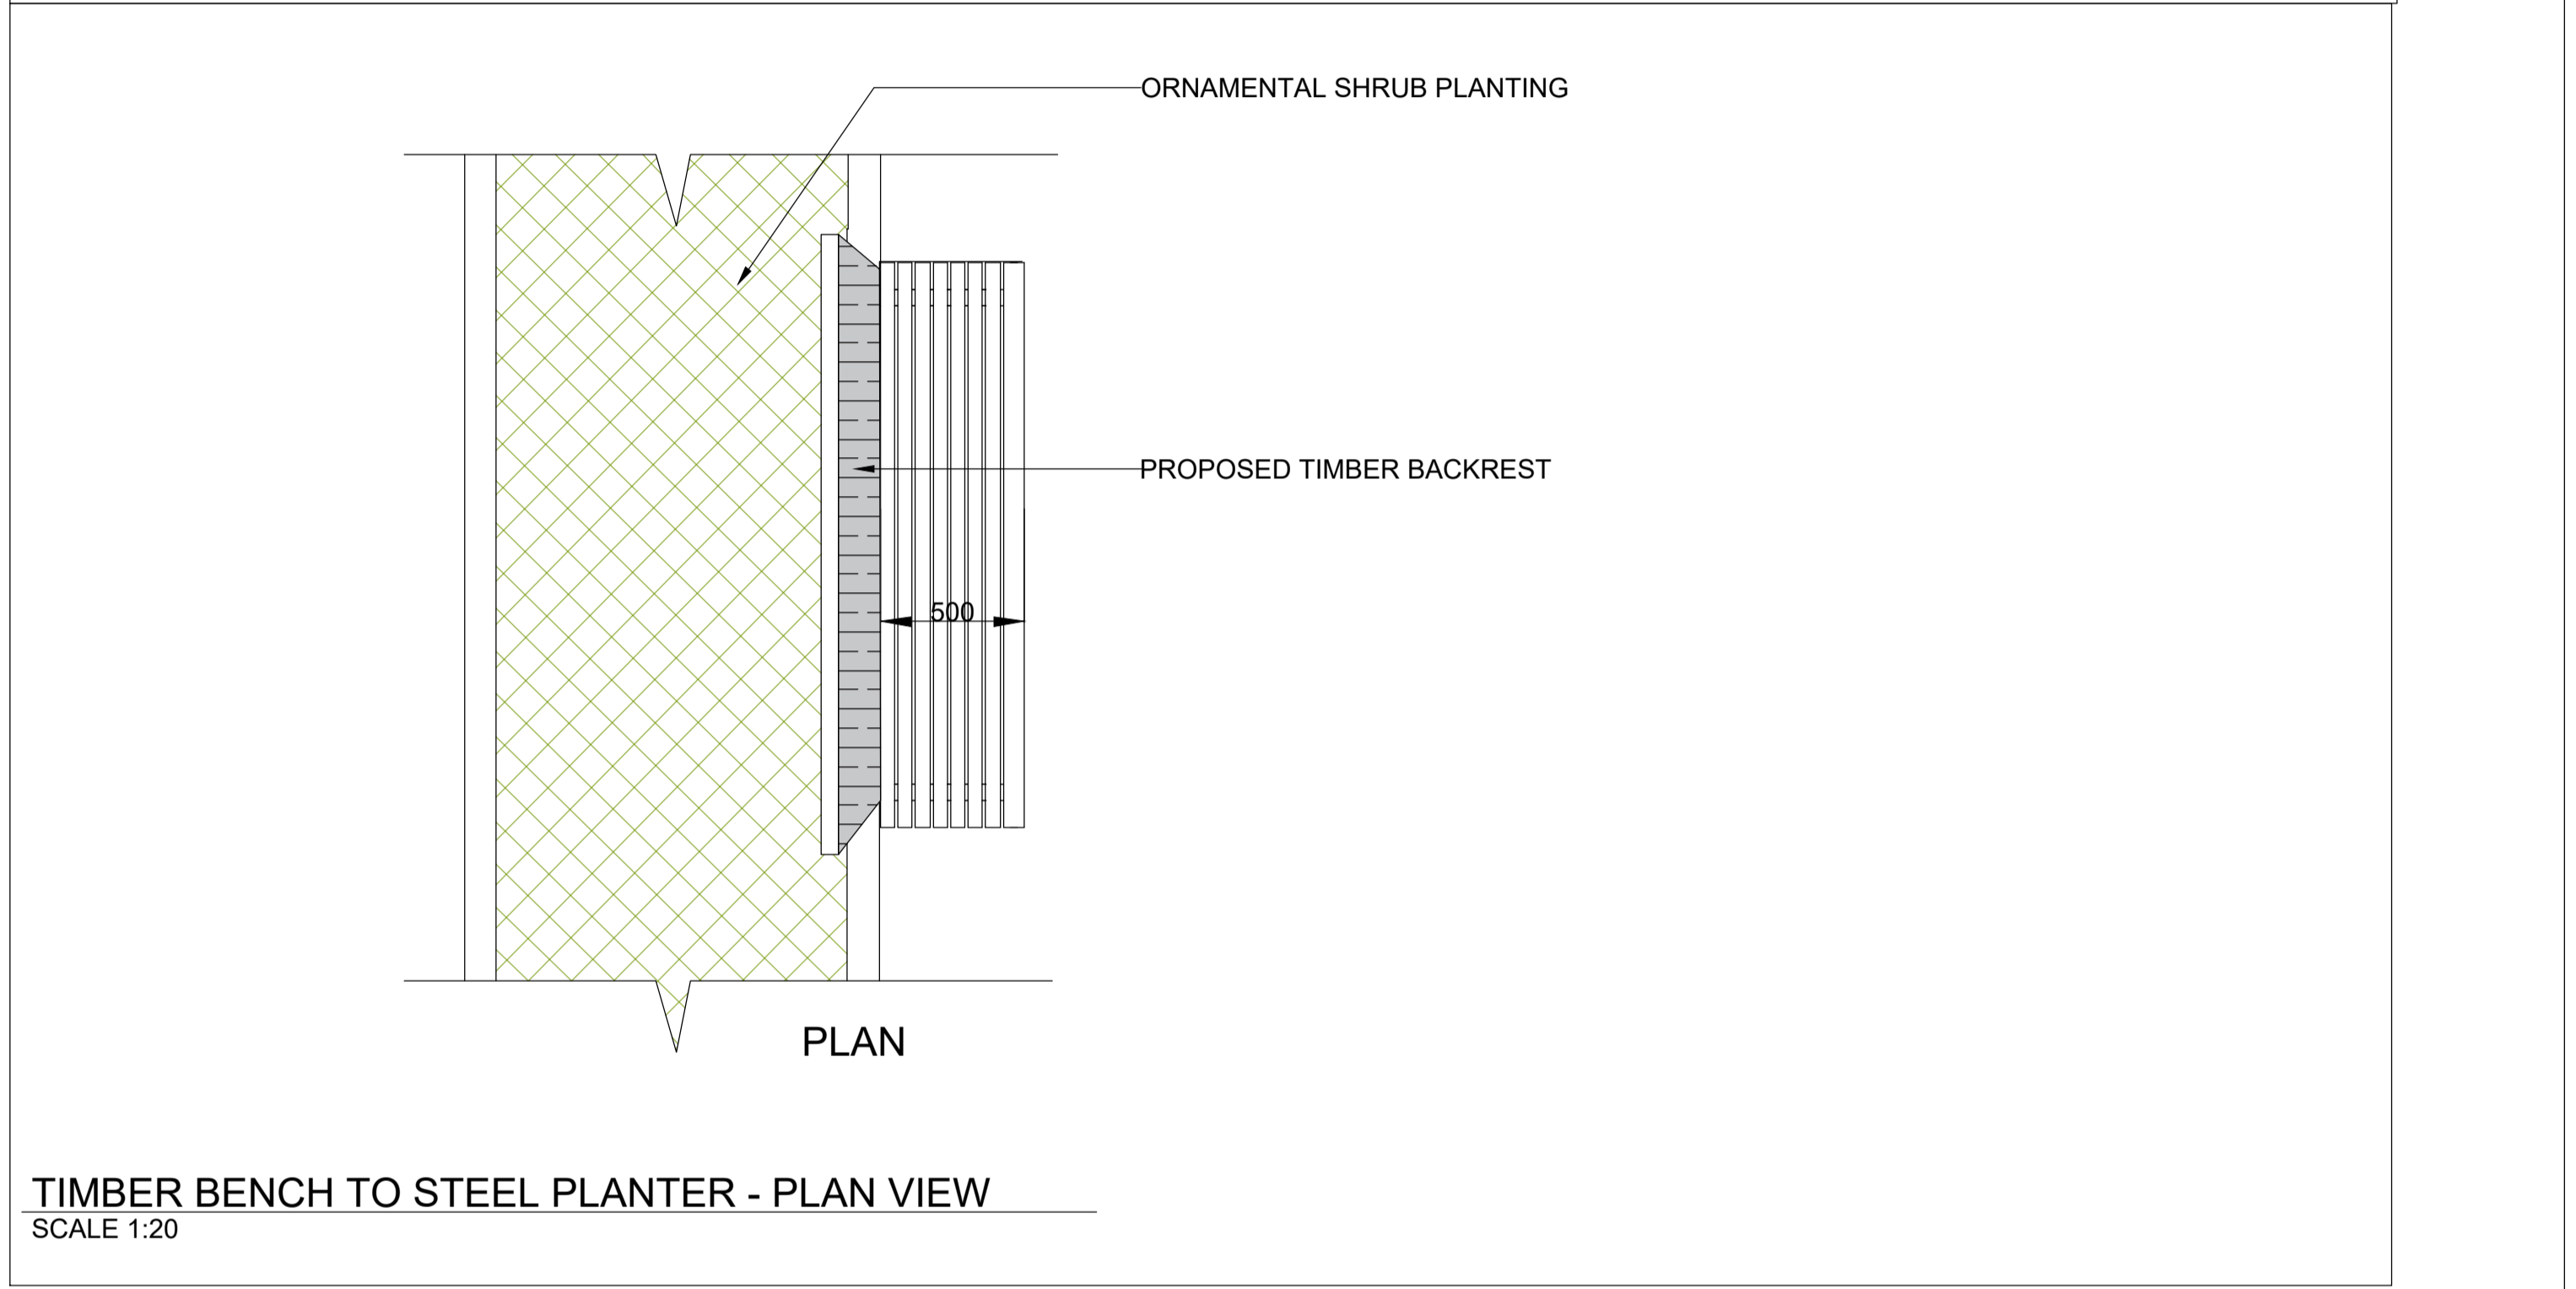 ORNAMENTAL SHRUB PLANTING
PROPOSED TIMBER BACKREST
500
PLAN
TIMBER BENCH TO STEEL PLANTER - PLAN VIEW
SCALE 1:20